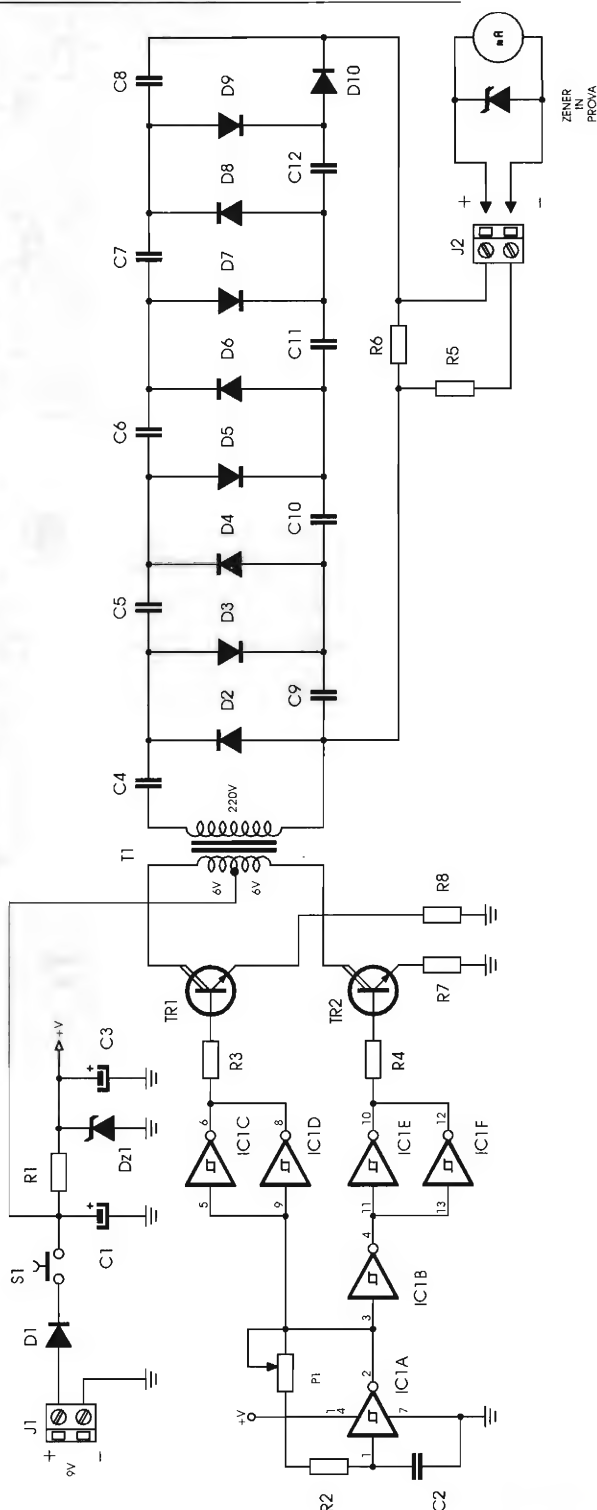 C8
D9
D10
D8
C12
C7
D7
D6
C11
C6
D5
D4
C10
C5
D3
D2
C9
C4
R6
R5
J2
+
-
mA
ZENER
IN
PROVA
T1
220V
6V
6V
TR1
TR2
R8
R7
R3
R4
+V
C3
R1
Dz1
S1
C1
D1
J1
+
-
9V
6
IC1C
5
8
IC1D
9
10
IC1E
11
12
IC1F
13
4
IC1B
3
P1
2
IC1A
+V
14
7
1
R2
C2